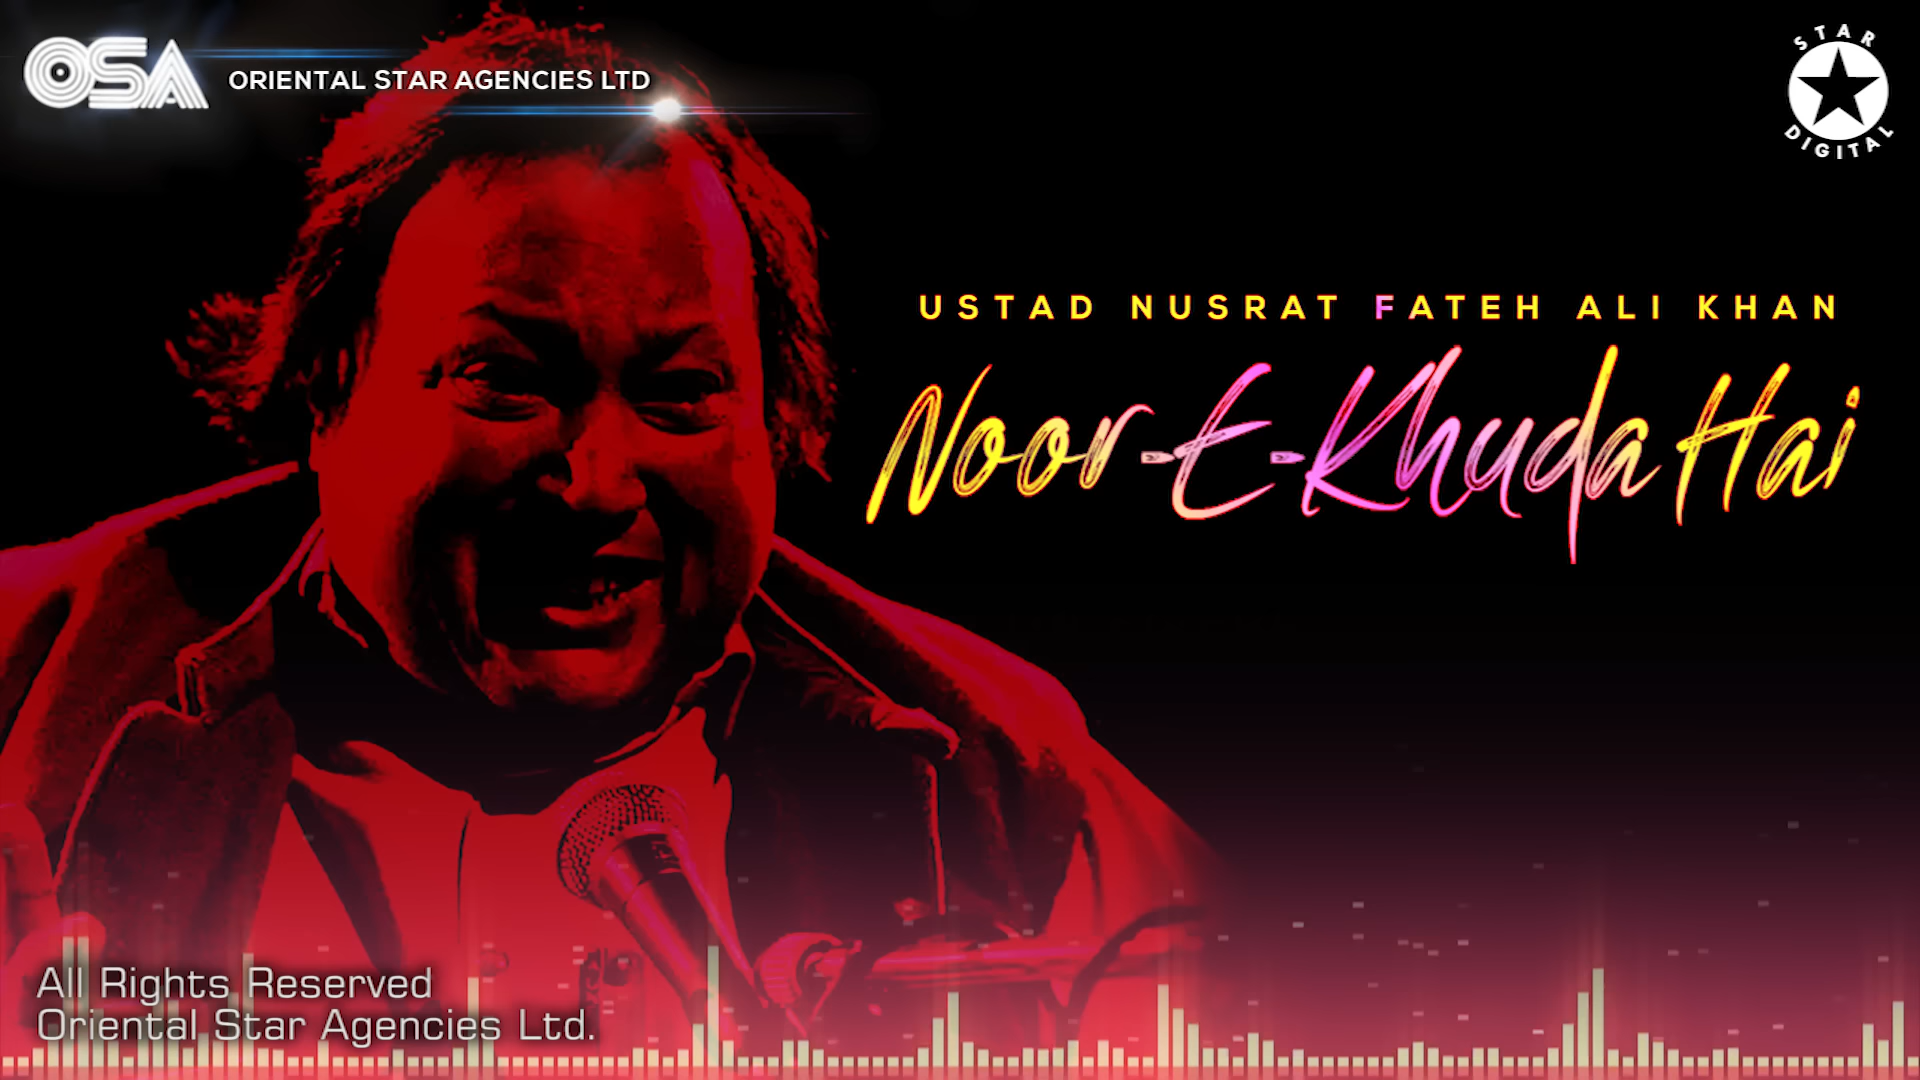 OSA
ORIENTAL STAR AGENCIES LTD
STAR
DIGITAL
USTAD NUSRAT FATEH ALI KHAN
Noor-E-Khuda Hai
All Rights Reserved
Oriental Star Agencies Ltd.